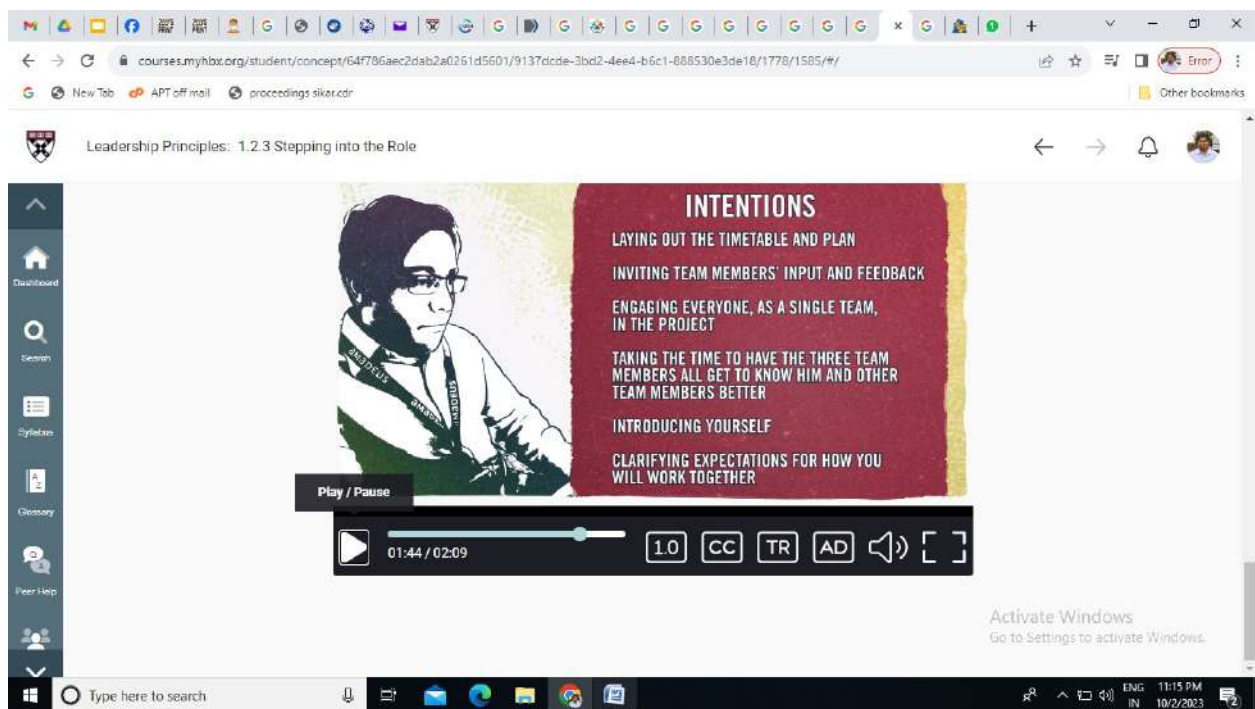 courses.myhbx.org/student/concept/64f786aec2dab2a0261d5601/9137dcde-3bd2-4ee4-b6c1-888530e3de18/1778/1585/#/
Error
New Tab
APT off mail
proceedings sikar.cdr
Other bookmarks
Leadership Principles: 1.2.3 Stepping into the Role
Dashboard
Search
Syllabus
Glossary
Peer Help
INTENTIONS
LAYING OUT THE TIMETABLE AND PLAN
INVITING TEAM MEMBERS' INPUT AND FEEDBACK
ENGAGING EVERYONE, AS A SINGLE TEAM,
IN THE PROJECT
TAKING THE TIME TO HAVE THE THREE TEAM
MEMBERS ALL GET TO KNOW HIM AND OTHER
TEAM MEMBERS BETTER
INTRODUCING YOURSELF
CLARIFYING EXPECTATIONS FOR HOW YOU
WILL WORK TOGETHER
amadeus
amadeus
amadeus
Play / Pause
01:44 / 02:09
1.0 CC TR AD
Activate Windows
Go to Settings to activate Windows.
Type here to search
ENG 11:15 PM
IN 10/2/2023
2